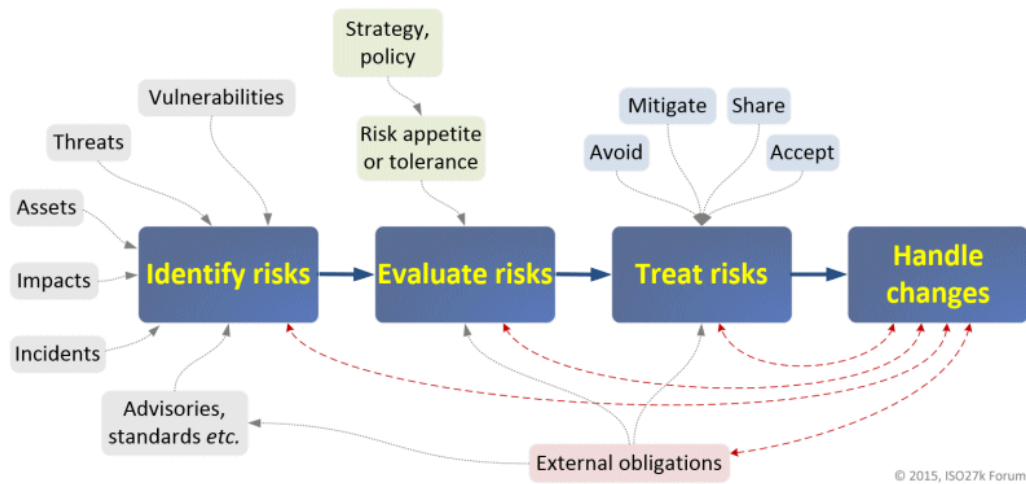 Strategy,
policy
Vulnerabilities
Mitigate
Share
Threats
Risk appetite
or tolerance
Avoid
Accept
Assets
Identify risks
Evaluate risks
Treat risks
Handle
changes
Impacts
Incidents
Advisories,
standards etc.
External obligations
© 2015, ISO27k Forum